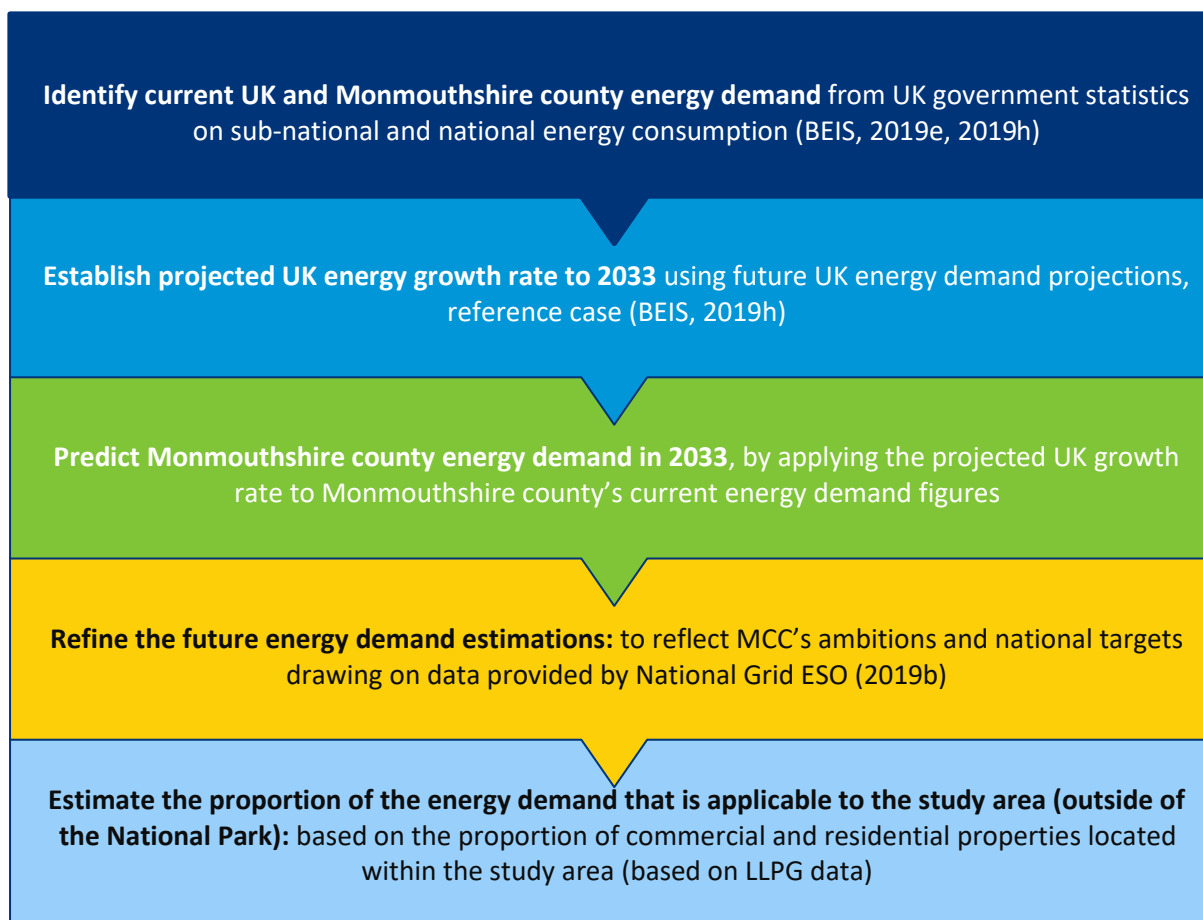 Identify current UK and Monmouthshire county energy demand from UK government statistics
on sub-national and national energy consumption (BEIS, 2019e, 2019h)
Establish projected UK energy growth rate to 2033 using future UK energy demand projections,
reference case (BEIS, 2019h)
Predict Monmouthshire county energy demand in 2033, by applying the projected UK growth
rate to Monmouthshire county’s current energy demand figures
Refine the future energy demand estimations: to reflect MCC’s ambitions and national targets
drawing on data provided by National Grid ESO (2019b)
Estimate the proportion of the energy demand that is applicable to the study area (outside of
the National Park): based on the proportion of commercial and residential properties located
within the study area (based on LLPG data)